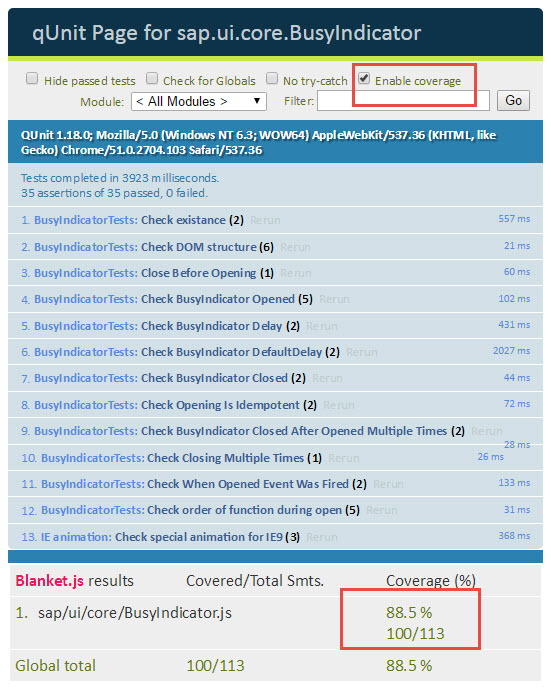 qUnit Page for sap.ui.core.BusyIndicator
Hide passed tests Check for Globals No try-catch Enable coverage
Module: < All Modules > Filter: Go
QUnit 1.18.0; Mozilla/5.0 (Windows NT 6.3; WOW64) AppleWebKit/537.36 (KHTML, like
Gecko) Chrome/51.0.2704.103 Safari/537.36
Tests completed in 3923 milliseconds.
35 assertions of 35 passed, 0 failed.
1. BusyIndicatorTests: Check existance (2) Rerun 557 ms
2. BusyIndicatorTests: Check DOM structure (6) Rerun 21 ms
3. BusyIndicatorTests: Close Before Opening (1) Rerun 60 ms
4. BusyIndicatorTests: Check BusyIndicator Opened (5) Rerun 102 ms
5. BusyIndicatorTests: Check BusyIndicator Delay (2) Rerun 431 ms
6. BusyIndicatorTests: Check BusyIndicator DefaultDelay (2) Rerun 2027 ms
7. BusyIndicatorTests: Check BusyIndicator Closed (2) Rerun 44 ms
8. BusyIndicatorTests: Check Opening Is Idempotent (2) Rerun 72 ms
9. BusyIndicatorTests: Check BusyIndicator Closed After Opened Multiple Times (2) Rerun
28 ms
10. BusyIndicatorTests: Check Closing Multiple Times (1) Rerun 26 ms
11. BusyIndicatorTests: Check When Opened Event Was Fired (2) Rerun 133 ms
12. BusyIndicatorTests: Check order of function during open (5) Rerun 31 ms
13. IE animation: Check special animation for IE9 (3) Rerun 368 ms
Blanket.js results Covered/Total Smts. Coverage (%)
1. sap/ui/core/BusyIndicator.js 88.5 %
100/113
Global total 100/113 88.5 %